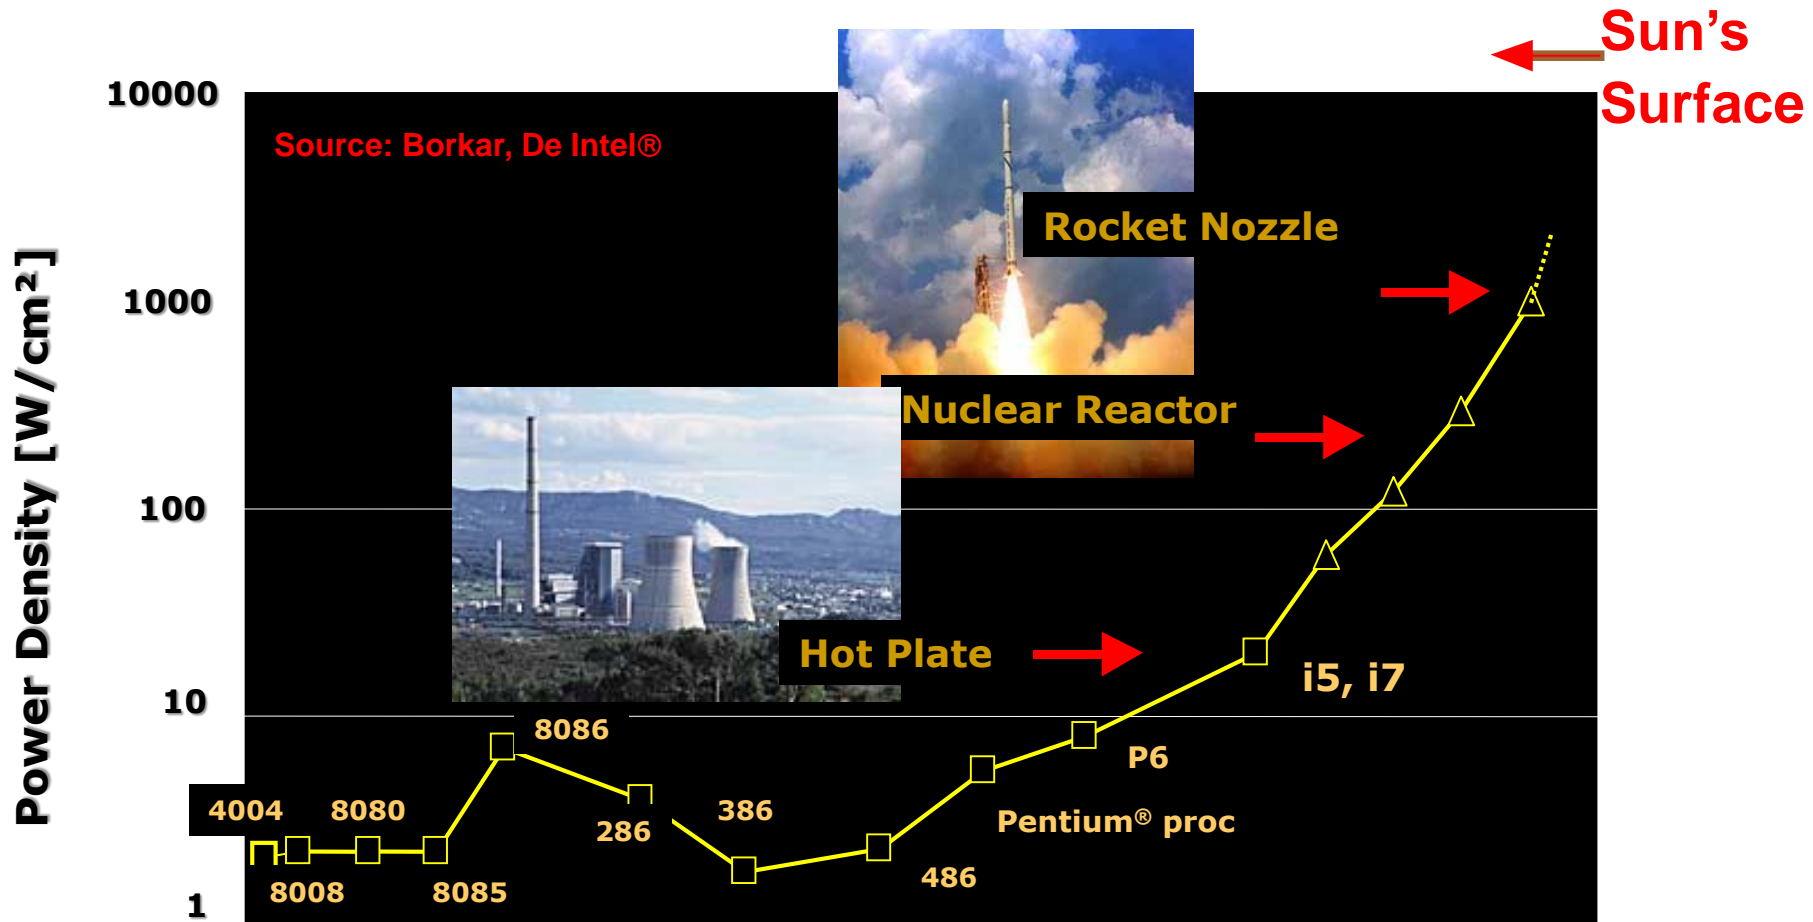 Sun's
Surface
10000
Source: Borkar, De Intel®
Rocket Nozzle
1000
Nuclear Reactor
Power Density [W/cm²]
100
Hot Plate
i5, i7
10
8086
P6
4004
8080
386
286
Pentium® proc
486
8008
8085
1